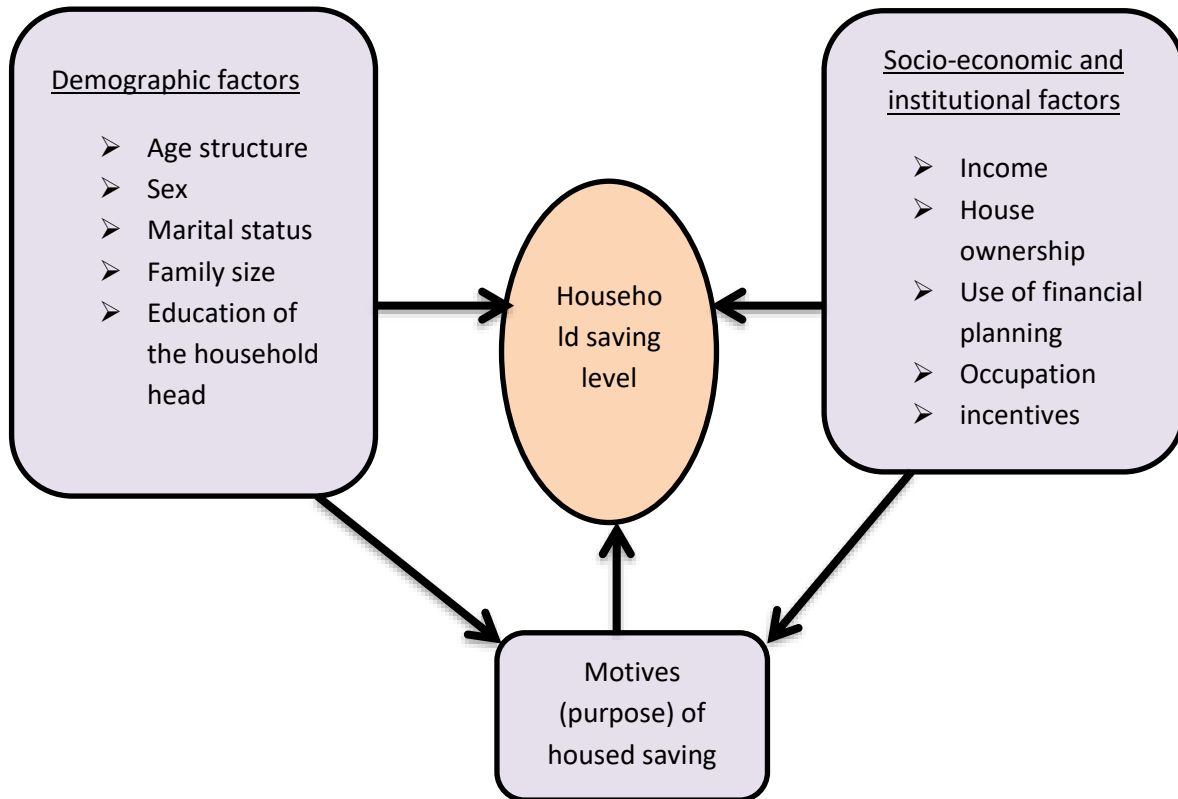 Demographic factors
➢ Age structure
➢ Sex
➢ Marital status
➢ Family size
➢ Education of
the household
head
Househo
ld saving
level
Socio-economic and
institutional factors
➢ Income
➢ House
ownership
➢ Use of financial
planning
➢ Occupation
➢ incentives
Motives
(purpose) of
housed saving